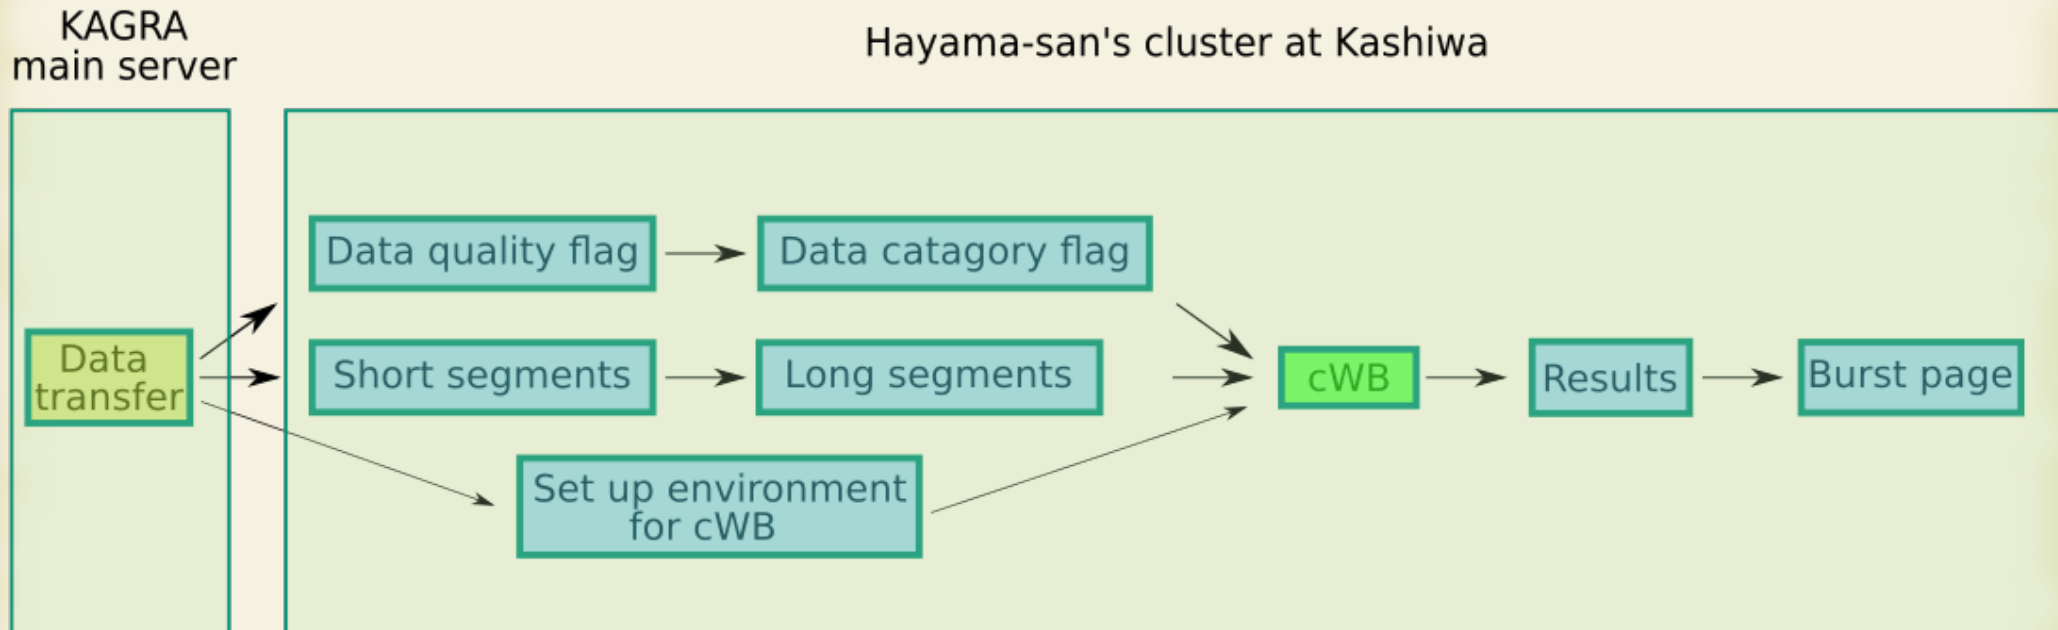 KAGRA
main server
Hayama-san's cluster at Kashiwa
Data quality flag
Data catagory flag
Data
transfer
Short segments
Long segments
cWB
Results
Burst page
Set up environment
for cWB